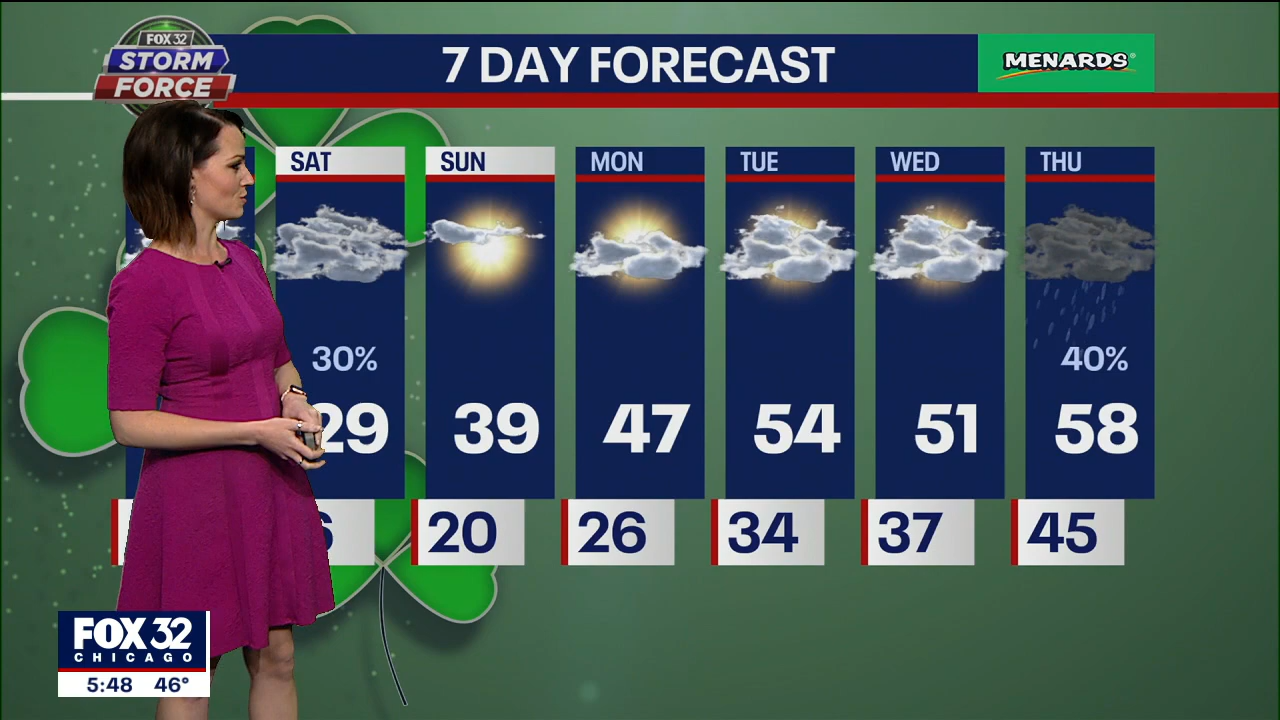 FOX 32
STORM
FORCE
7 DAY FORECAST
MENARDS®
SAT
SUN
MON
TUE
WED
THU
30%
40%
29
39
47
54
51
58
6
20
26
34
37
45
FOX 32
CHICAGO
5:48 46°